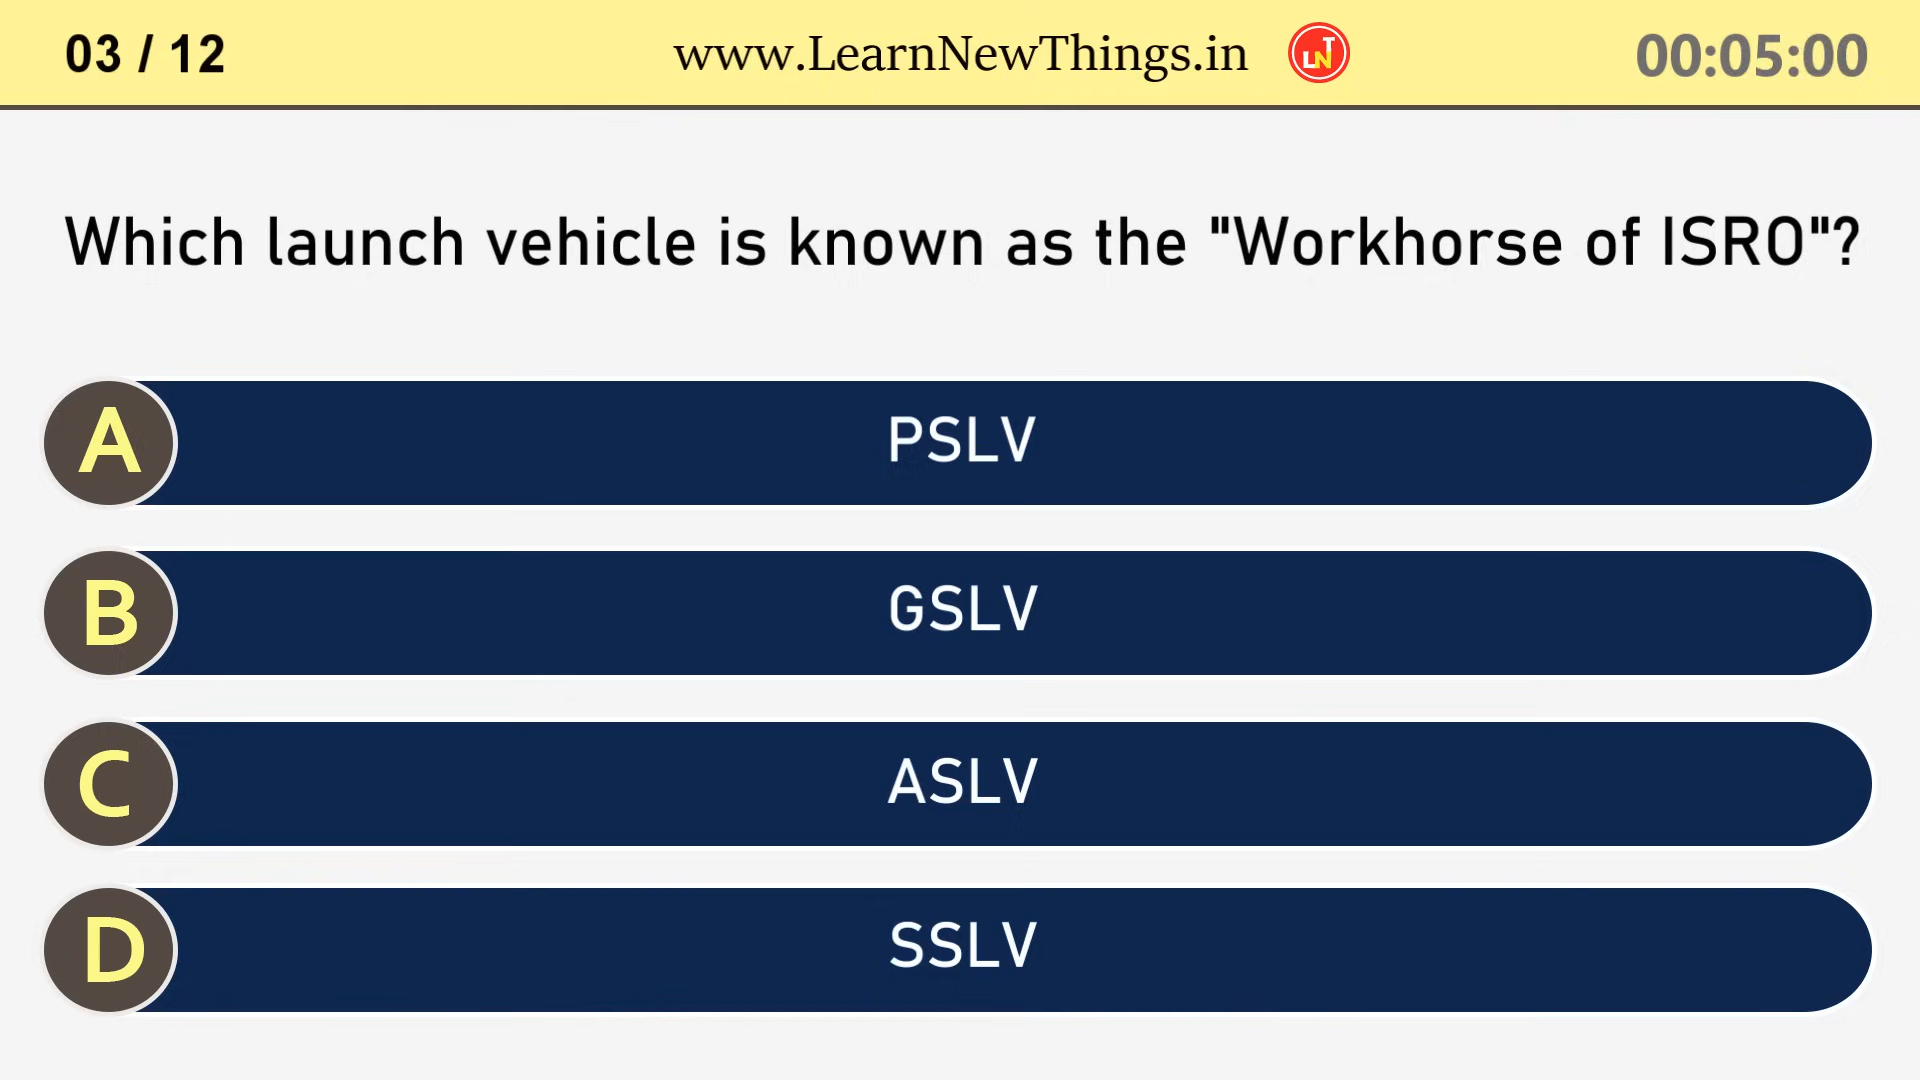 03 / 12
www.LearnNewThings.in
LNT
00:05:00
Which launch vehicle is known as the "Workhorse of ISRO"?
A
PSLV
B
GSLV
C
ASLV
D
SSLV